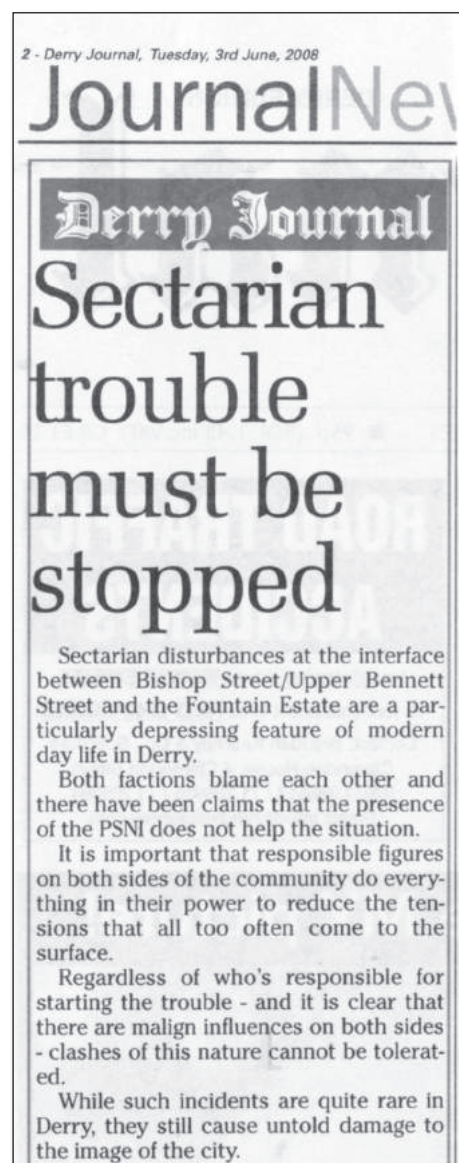 2 - Derry Journal, Tuesday, 3rd June, 2008
JournalNew
Derry Journal
Sectarian
trouble
must be
stopped
Sectarian disturbances at the interface
between Bishop Street/Upper Bennett
Street and the Fountain Estate are a par-
ticularly depressing feature of modern
day life in Derry.
Both factions blame each other and
there have been claims that the presence
of the PSNI does not help the situation.
It is important that responsible figures
on both sides of the community do every-
thing in their power to reduce the ten-
sions that all too often come to the
surface.
Regardless of who's responsible for
starting the trouble - and it is clear that
there are malign influences on both sides
- clashes of this nature cannot be tolerat-
ed.
While such incidents are quite rare in
Derry, they still cause untold damage to
the image of the city.